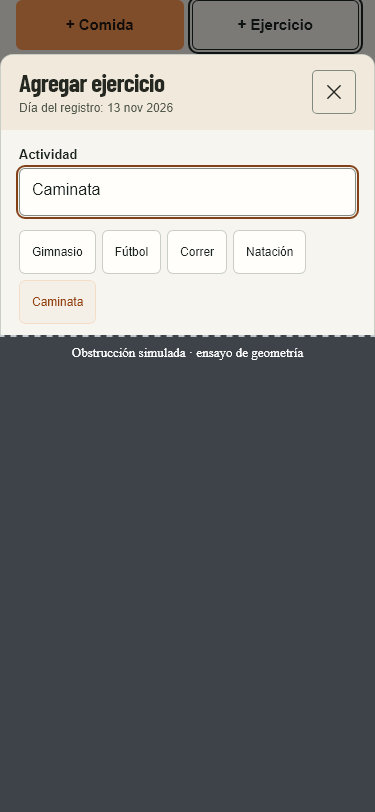 + Comida
+ Ejercicio
Agregar ejercicio
Día del registro: 13 nov 2026
Actividad
Caminata
Gimnasio
Fútbol
Correr
Natación
Caminata
Obstrucción simulada · ensayo de geometría